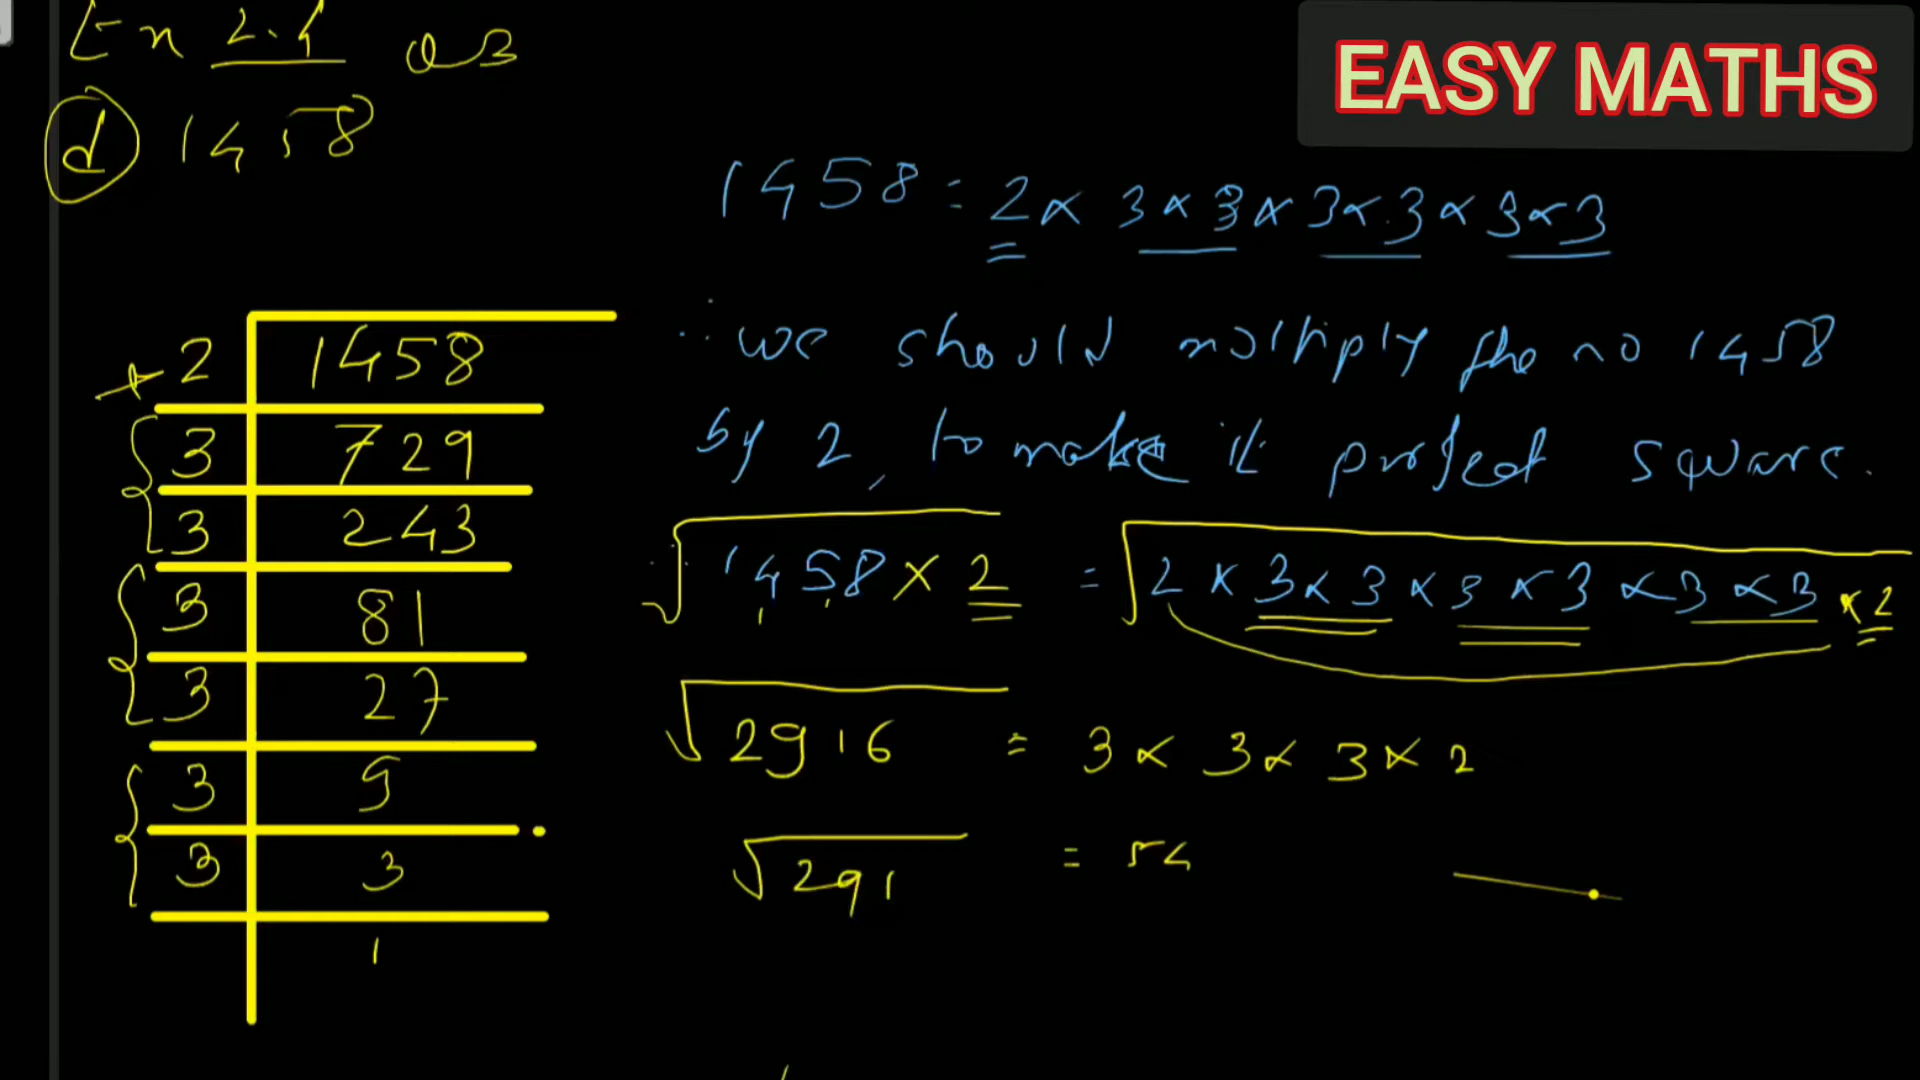 Ex 2.4 Q3
EASY MATHS
d 1458
1458 = 2 × 3 × 3 × 3 × 3 × 3 × 3
∴ we should multiply the no 1458
by 2, to make it perfect square.
2 | 1458
3 | 729
3 | 243
3 | 81
3 | 27
3 | 9
3 | 3
1
√1458 × 2 = √2 × 3 × 3 × 3 × 3 × 3 × 3 × 2
√2916 = 3 × 3 × 3 × 2
√291 = 54